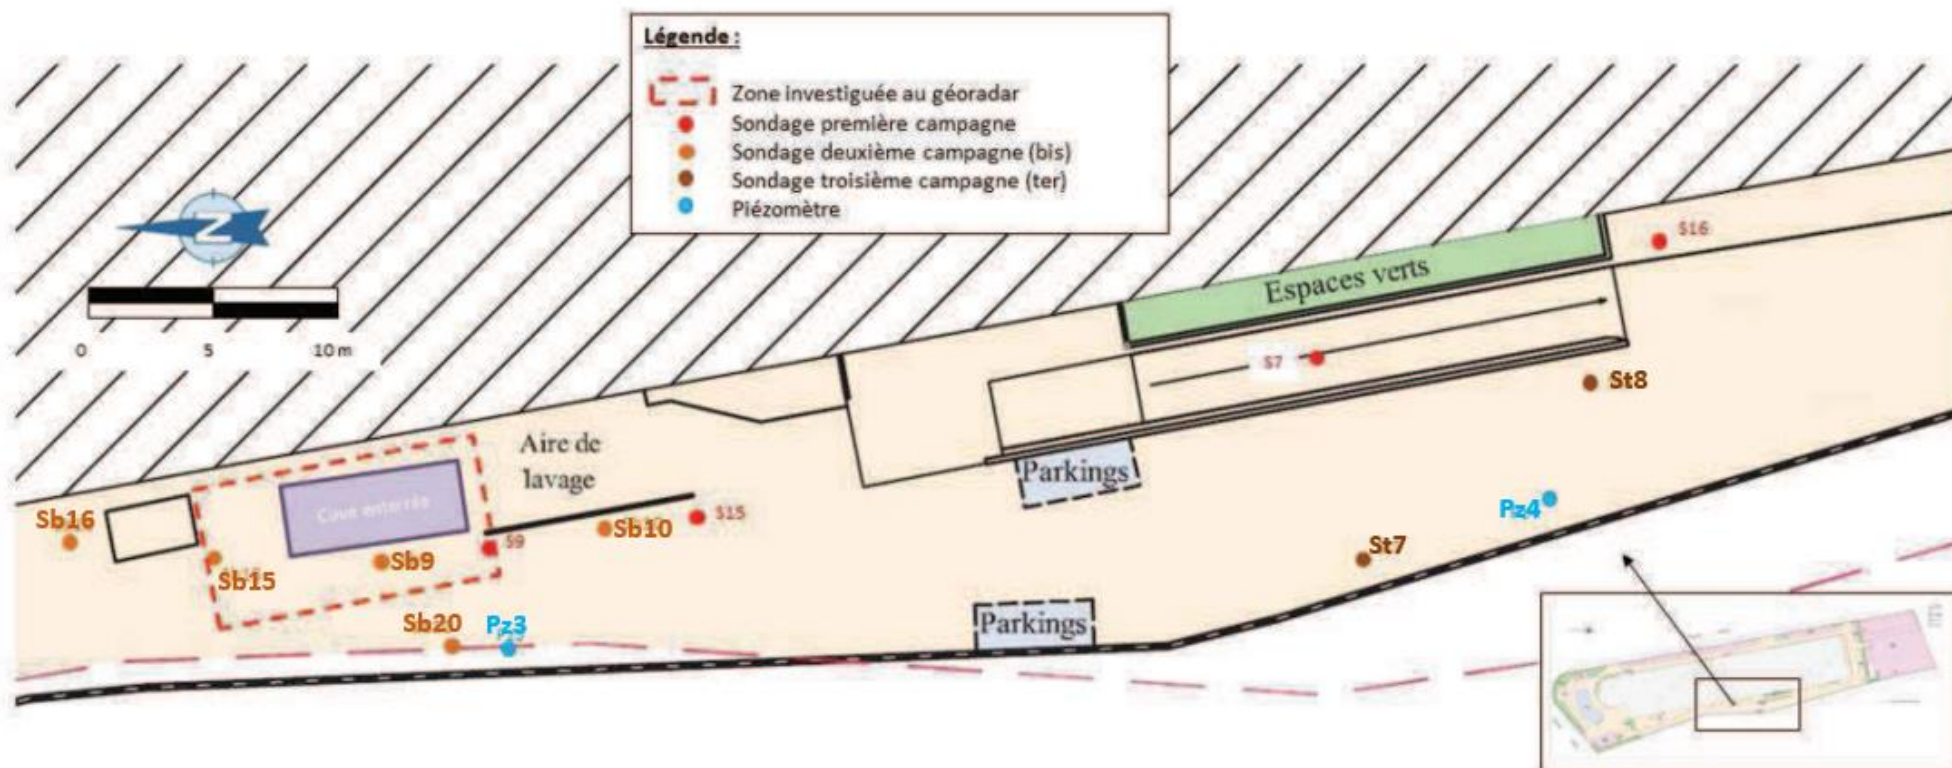 Légende :
Zone investiguée au géoradar
Sondage première campagne
Sondage deuxième campagne (bis)
Sondage troisième campagne (ter)
Piézomètre
N
0 5 10 m
S16
Espaces verts
S7
St8
Aire de
lavage
Parkings
Cuve enterrée
Sb16
S15
Sb10
Pz4
S9
St7
Sb9
Sb15
Sb20
Pz3
Parkings